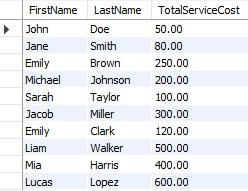 FirstName LastName TotalServiceCost
John Doe 50.00
Jane Smith 80.00
Emily Brown 250.00
Michael Johnson 200.00
Sarah Taylor 100.00
Jacob Miller 300.00
Emily Clark 120.00
Liam Walker 500.00
Mia Harris 400.00
Lucas Lopez 600.00